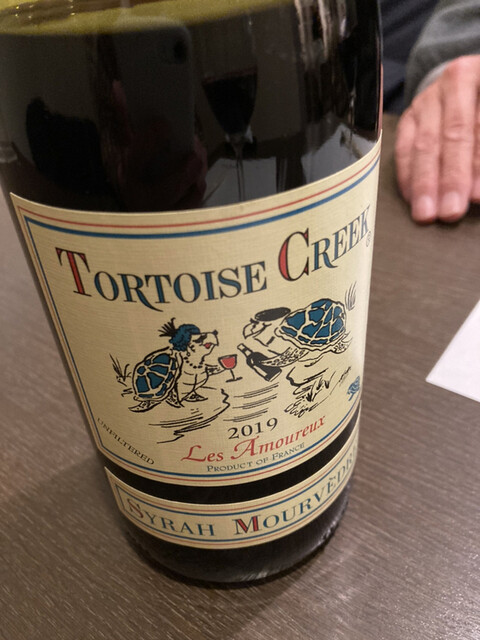 TORTOISE CREEK
2019
Les Amoureux
UNFILTERED
PRODUCT OF FRANCE
SYRAH MOURVÈDRE